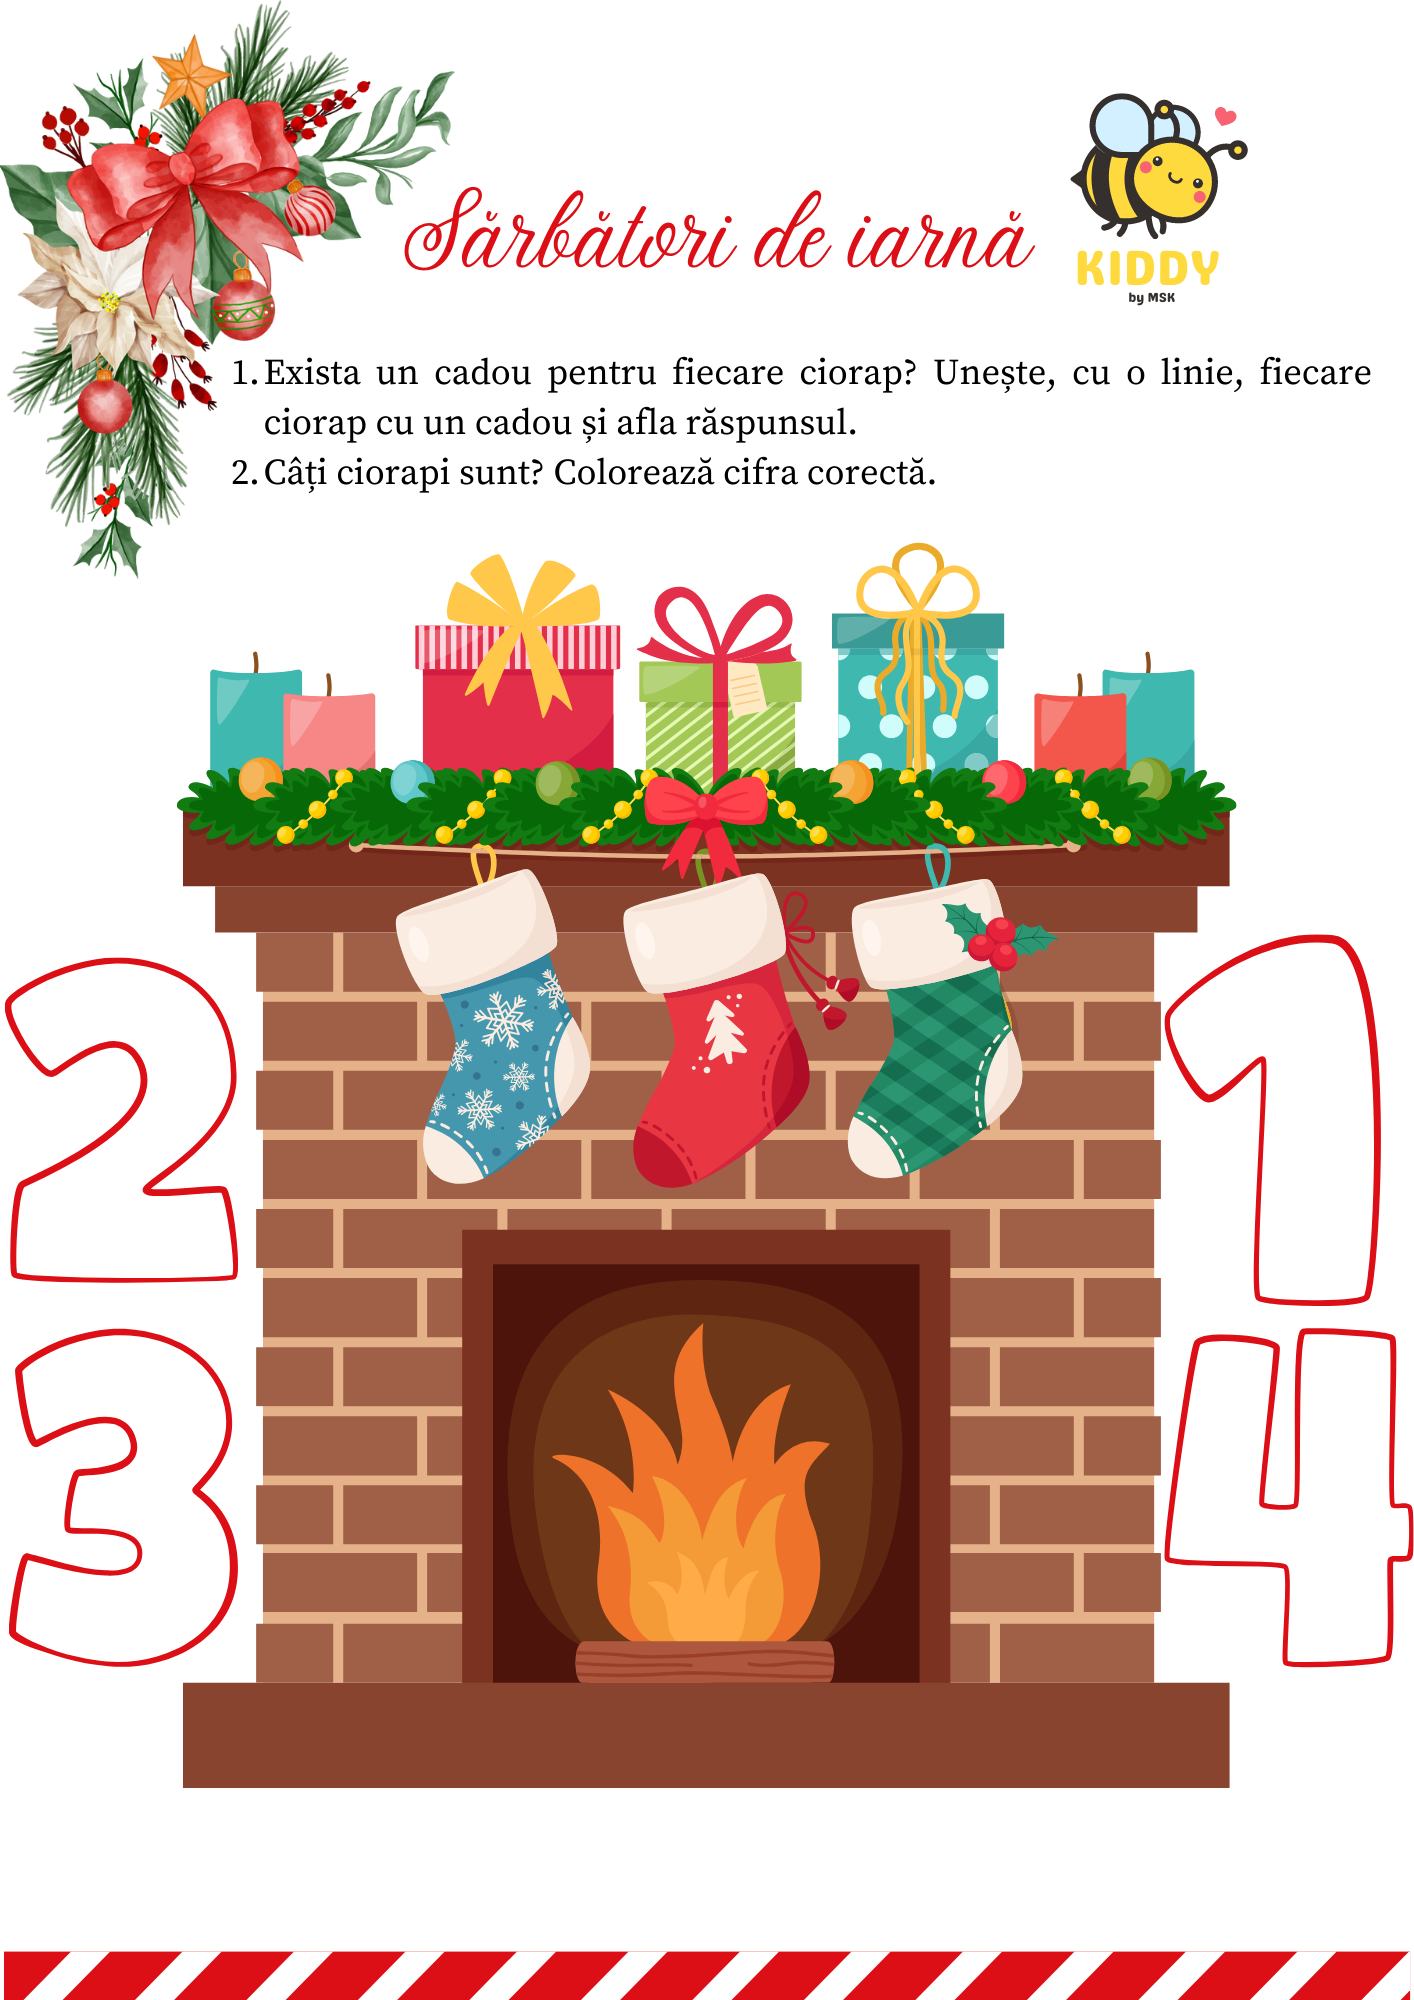 Sărbători de iarnă
KIDDY
by MSK
1. Exista un cadou pentru fiecare ciorap? Unește, cu o linie, fiecare
ciorap cu un cadou și afla răspunsul.
2. Câți ciorapi sunt? Colorează cifra corectă.
2
1
3
4